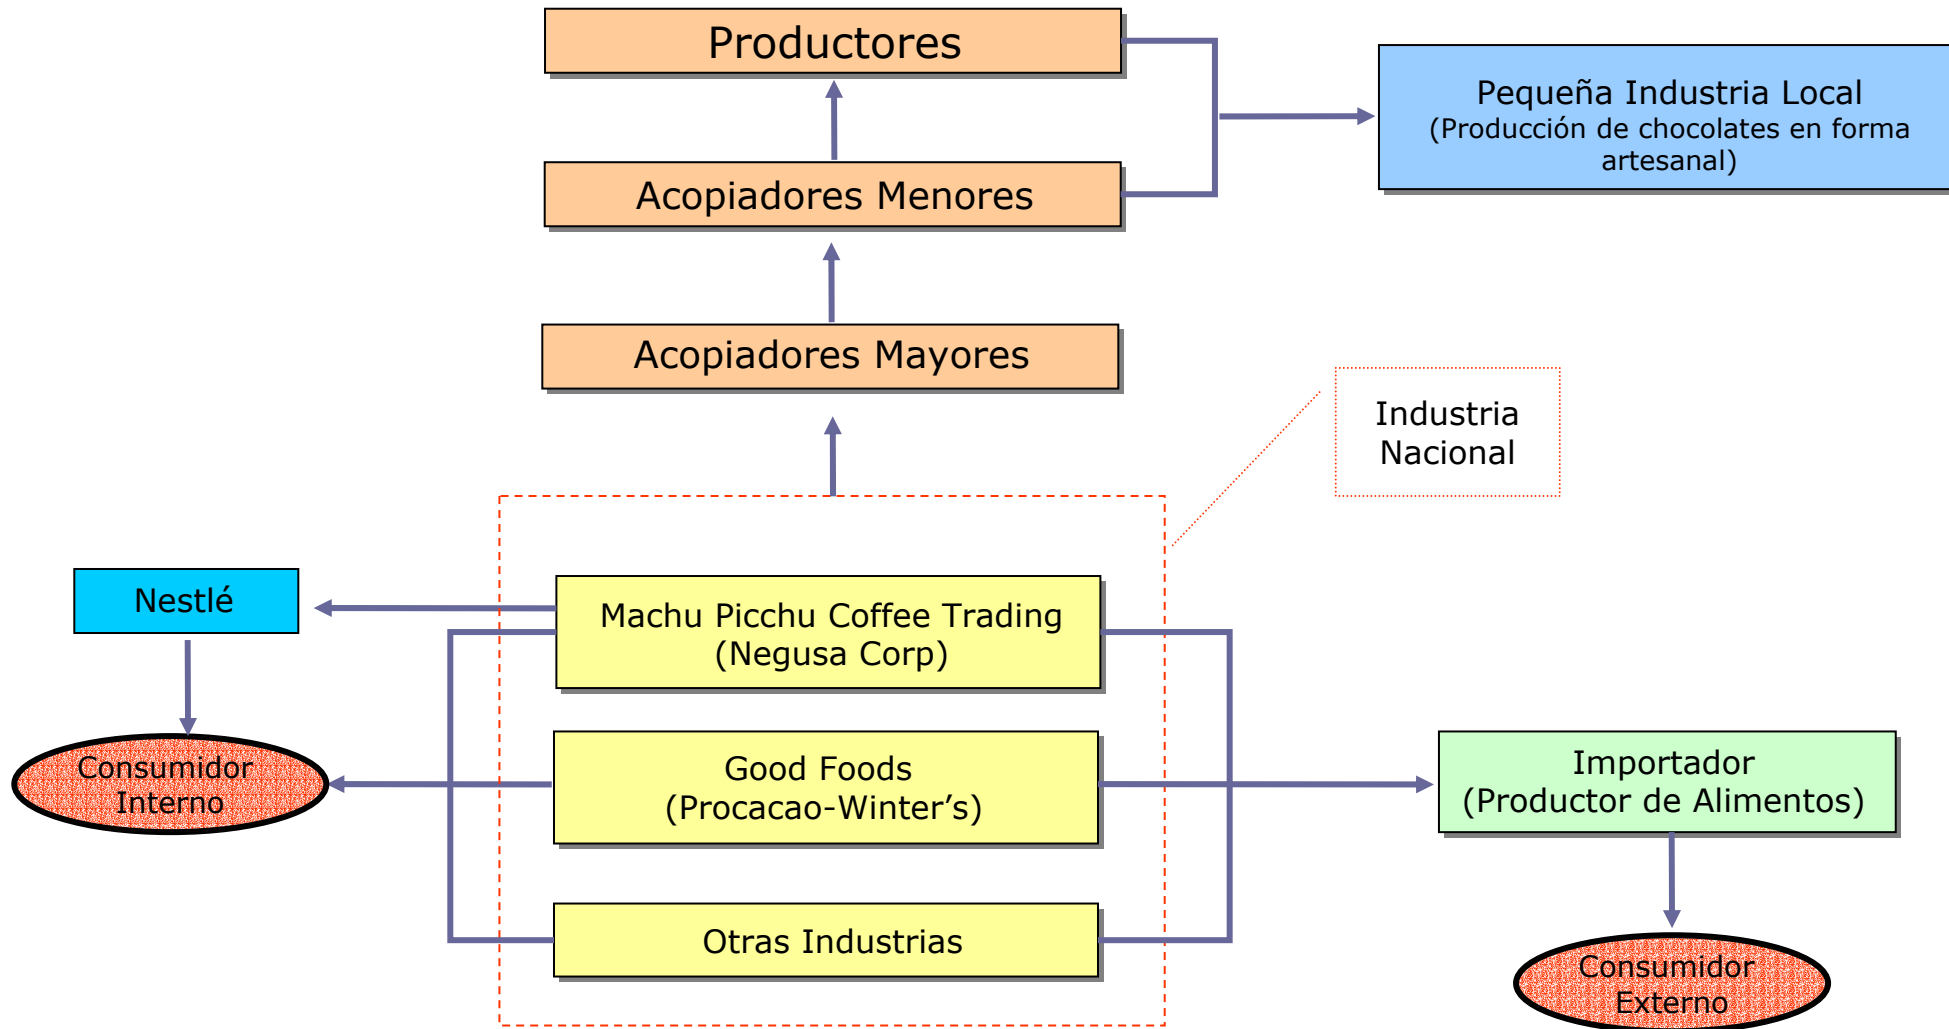 Productores
Pequeña Industria Local
(Producción de chocolates en forma
artesanal)
Acopiadores Menores
Acopiadores Mayores
Industria
Nacional
Nestlé
Machu Picchu Coffee Trading
(Negusa Corp)
Consumidor
Interno
Good Foods
(Procacao-Winter’s)
Importador
(Productor de Alimentos)
Otras Industrias
Consumidor
Externo